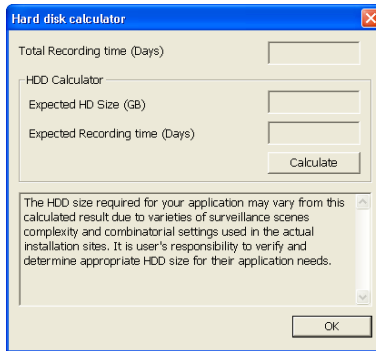 Hard disk calculator
Total Recording time (Days)
HDD Calculator
Expected HD Size (GB)
Expected Recording time (Days)
Calculate
The HDD size required for your application may vary from this
calculated result due to varieties of surveillance scenes
complexity and combinatorial settings used in the actual
installation sites. It is user's responsibility to verify and
determine appropriate HDD size for their application needs.
OK